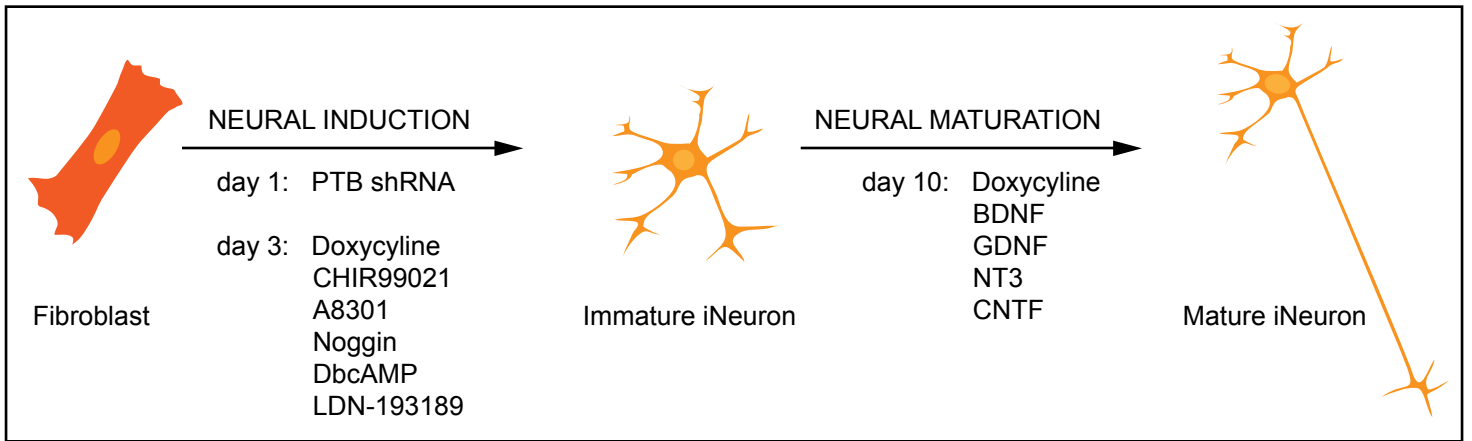 NEURAL INDUCTION
day 1: PTB shRNA
day 3: Doxycyline
CHIR99021
A8301
Noggin
DbcAMP
LDN-193189
NEURAL MATURATION
day 10: Doxycyline
BDNF
GDNF
NT3
CNTF
Fibroblast
Immature iNeuron
Mature iNeuron